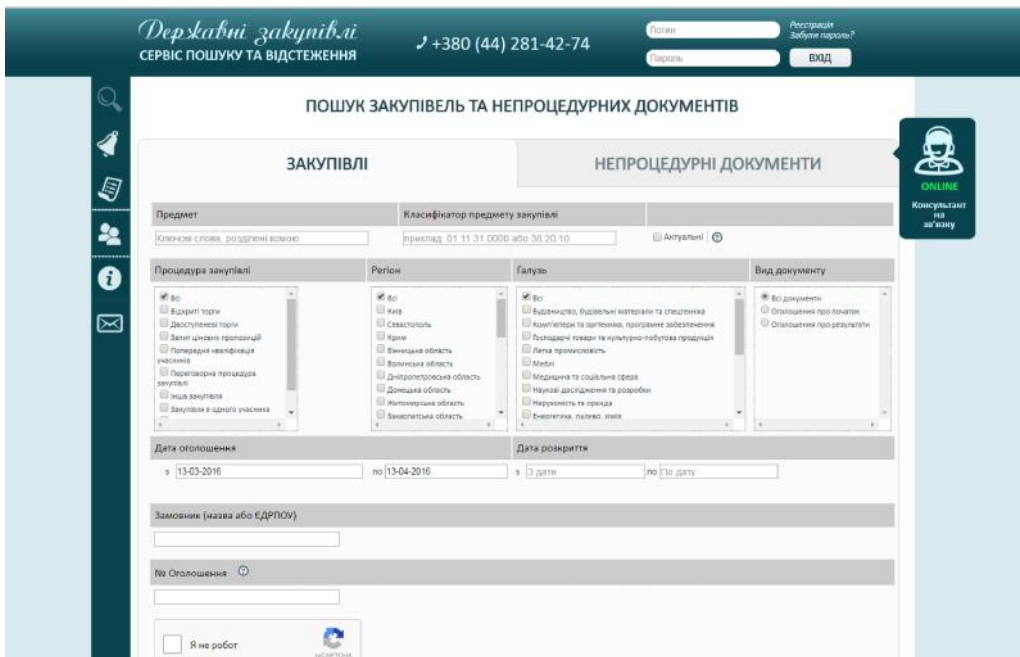 Державні закупівлі
СЕРВІС ПОШУКУ ТА ВІДСТЕЖЕННЯ
+380 (44) 281-42-74
Логин
Пароль
Реєстрація
Забули пароль?
ВХІД
ПОШУК ЗАКУПІВЕЛЬ ТА НЕПРОЦЕДУРНИХ ДОКУМЕНТІВ
ЗАКУПІВЛІ
НЕПРОЦЕДУРНІ ДОКУМЕНТИ
ONLINE
Консультант
на
зв'язку
Предмет
Класифікатор предмету закупівлі
Ключові слова, розділені комою
приклад: 01.11.31.0000 або 38.20.10
Актуальні
Процедура закупівлі
Регіон
Галузь
Вид документу
Всі
Відкриті торги
Двоступеневі торги
Запит цінових пропозицій
Попередня кваліфікація
учасників
Переговорна процедура
закупівлі
Інша закупівля
Закупівля в одного учасника
Всі
Київ
Севастополь
Крим
Вінницька область
Волинська область
Дніпропетровська область
Донецька область
Житомирська область
Закарпатська область
Всі
Будівництво, будівельні матеріали та спецтехніка
Комп'ютери та оргтехніка, програмне забезпечення
Господарчі товари та культурно-побутова продукція
Легка промисловість
Меблі
Медицина та соціальна сфера
Наукові дослідження та розробки
Нерухомість та оренда
Енергетика, паливо, хімія
Всі документи
Оголошення про початок
Оголошення про результати
Дата оголошення
Дата розкриття
з 13-03-2016 по 13-04-2016
з З дати по По дату
Замовник (назва або ЄДРПОУ)
№ Оголошення
Я не робот
reCAPTCHA